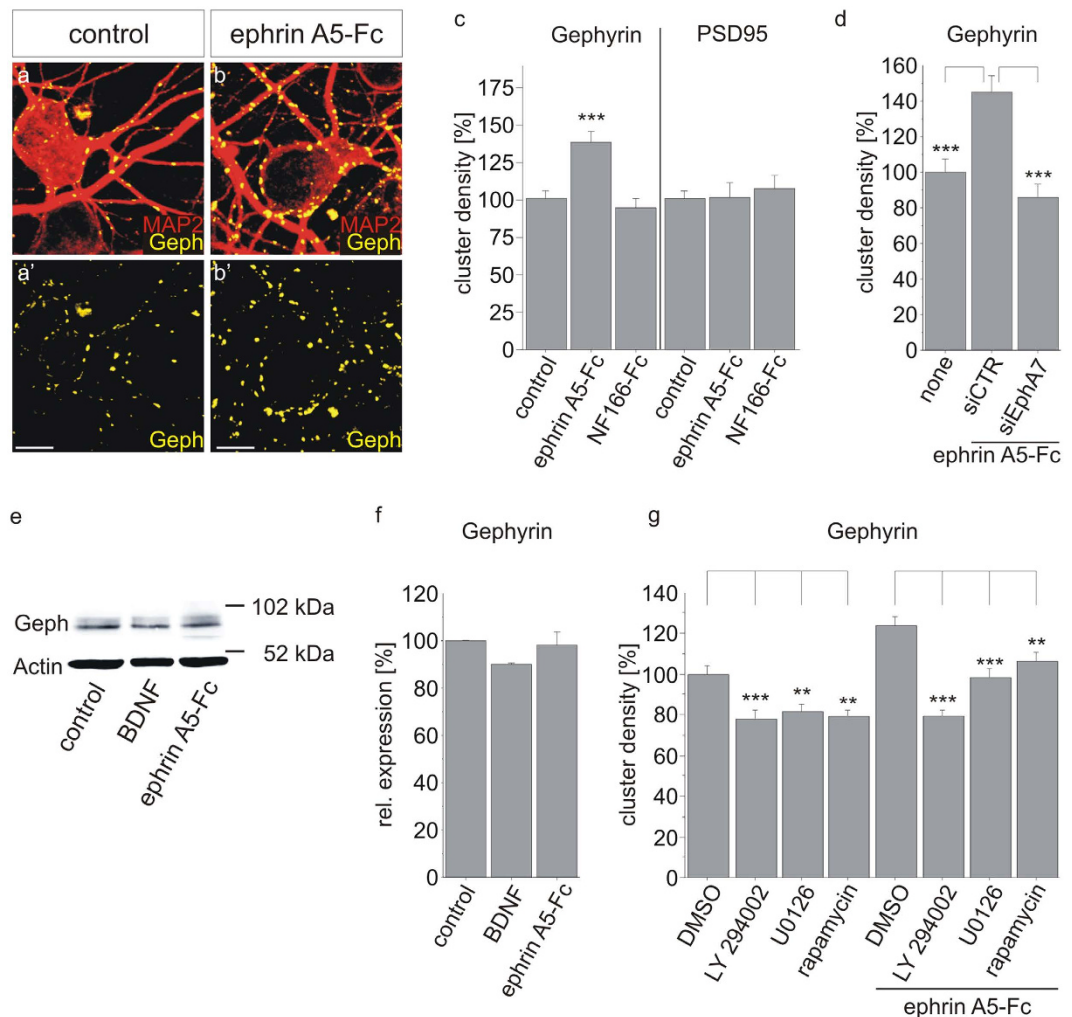 control
ephrin A5-Fc
a
MAP2
Geph
b
MAP2
Geph
a'
Geph
b'
Geph
c
Gephyrin
PSD95
cluster density [%]
175
150
125
100
75
50
25
0
***
control
ephrin A5-Fc
NF166-Fc
control
ephrin A5-Fc
NF166-Fc
d
Gephyrin
cluster density [%]
160
140
120
100
80
60
40
20
0
***
***
none
siCTR
siEphA7
ephrin A5-Fc
e
Geph
Actin
102 kDa
52 kDa
control
BDNF
ephrin A5-Fc
f
Gephyrin
rel. expression [%]
120
100
80
60
40
20
0
control
BDNF
ephrin A5-Fc
g
Gephyrin
cluster density [%]
140
120
100
80
60
40
20
0
***
**
**
***
***
**
DMSO
LY 294002
U0126
rapamycin
DMSO
LY 294002
U0126
rapamycin
ephrin A5-Fc